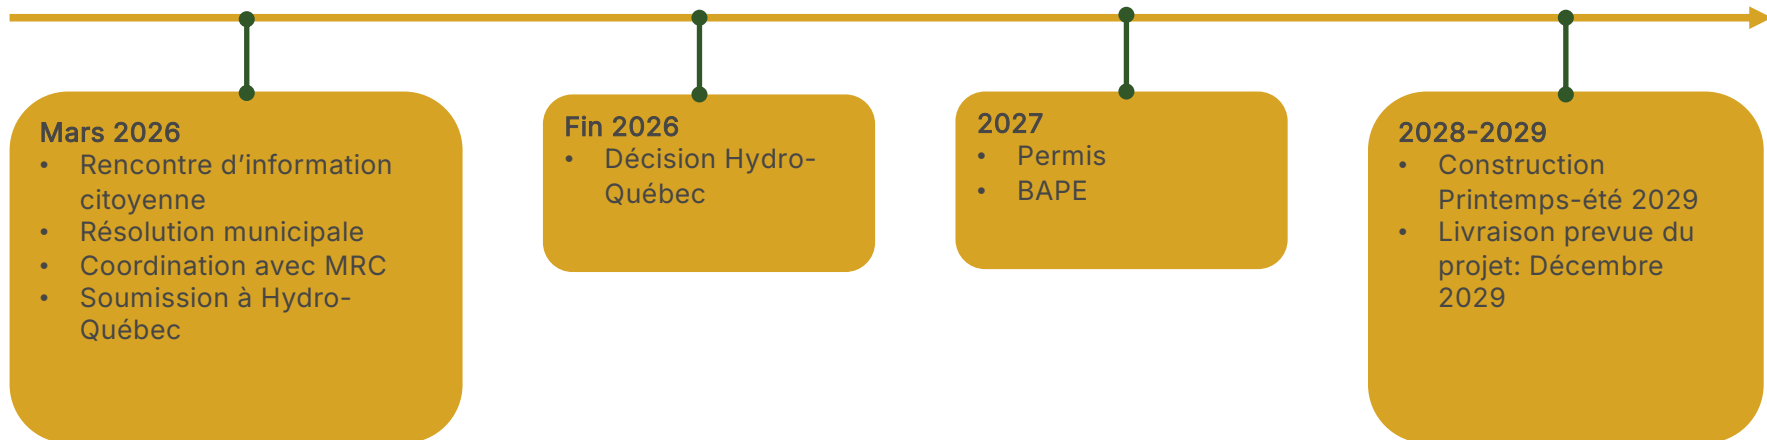 Mars 2026
• Rencontre d’information
citoyenne
• Résolution municipale
• Coordination avec MRC
• Soumission à Hydro-
Québec
Fin 2026
• Décision Hydro-
Québec
2027
• Permis
• BAPE
2028-2029
• Construction
Printemps-été 2029
• Livraison prevue du
projet: Décembre
2029